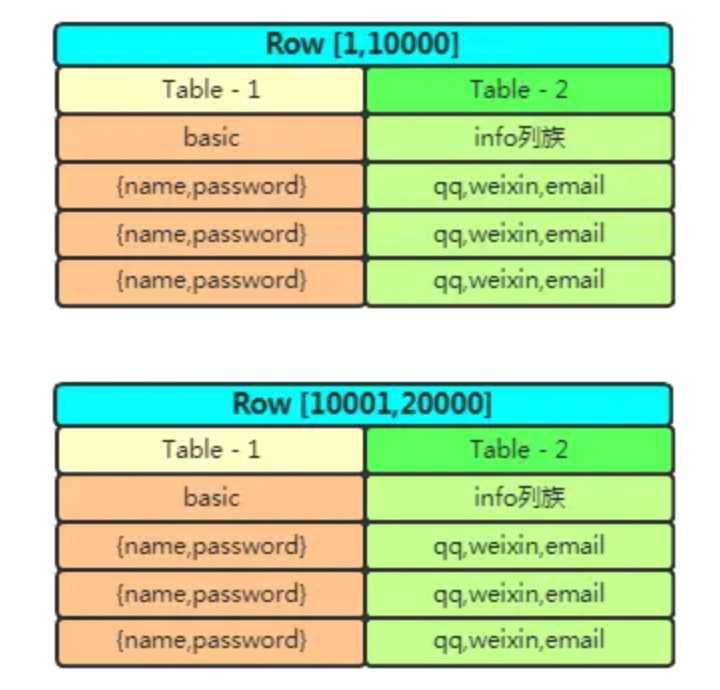 Row [1,10000]
Table - 1 Table - 2
basic info列族
{name,password} qq,weixin,email
{name,password} qq,weixin,email
{name,password} qq,weixin,email
Row [10001,20000]
Table - 1 Table - 2
basic info列族
{name,password} qq,weixin,email
{name,password} qq,weixin,email
{name,password} qq,weixin,email